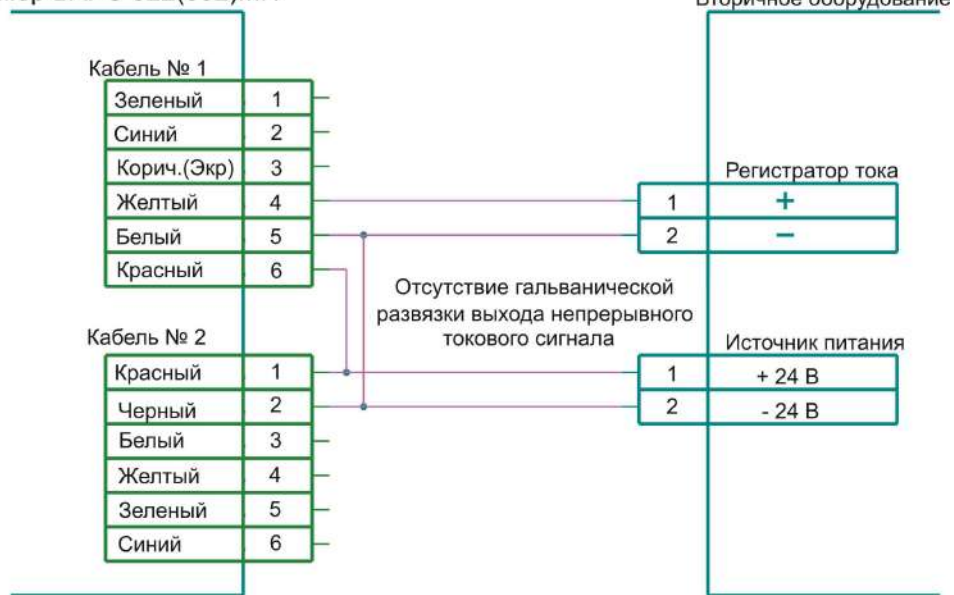 Вторичное оборудование
Кабель № 1
Зеленый 1
Синий 2
Корич.(Экр) 3
Желтый 4
Белый 5
Красный 6
Регистратор тока
1 +
2 −
Отсутствие гальванической
развязки выхода непрерывного
токового сигнала
Кабель № 2
Красный 1
Черный 2
Белый 3
Желтый 4
Зеленый 5
Синий 6
Источник питания
1 + 24 В
2 - 24 В